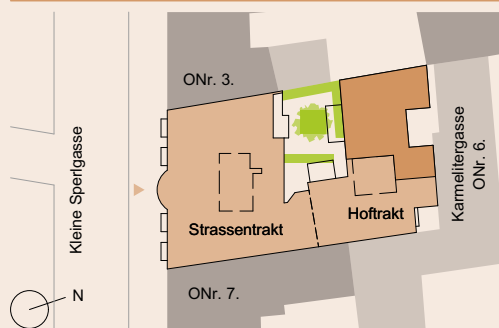 ONr. 3.
Kleine Sperlgasse
Strassentrakt
Hoftrakt
Karmelitergasse
ONr. 6.
ONr. 7.
N